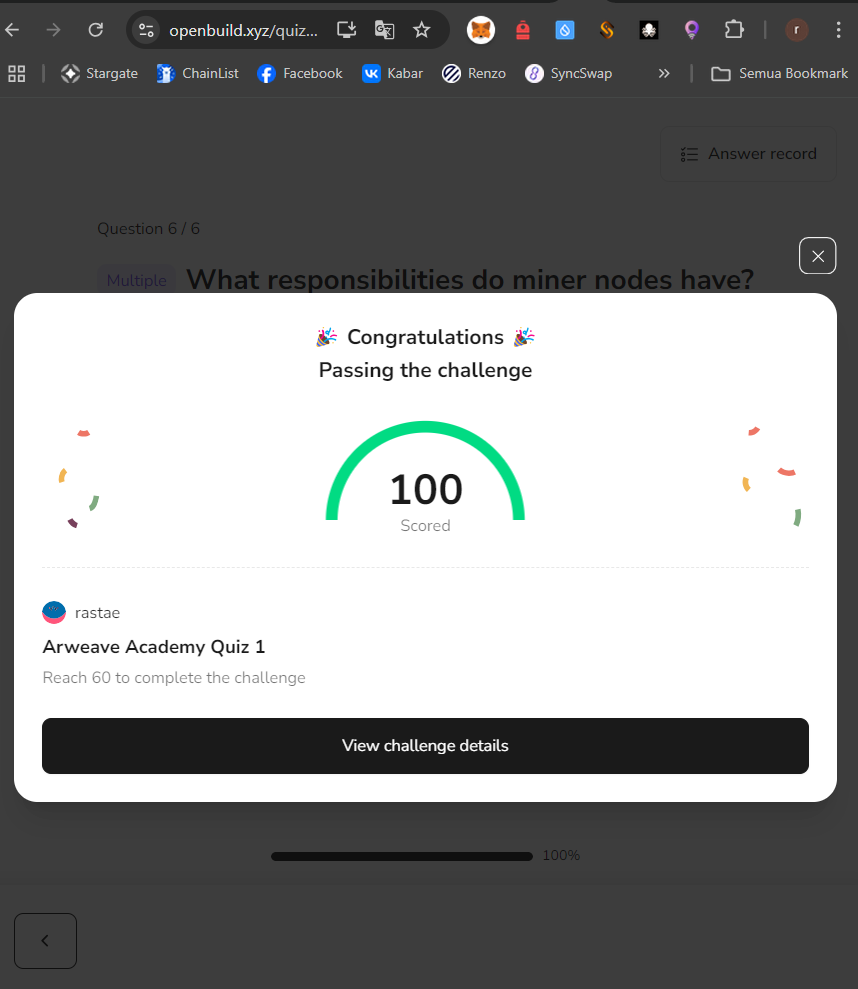 openbuild.xyz/quiz...
r
Stargate
ChainList
Facebook
Kabar
Renzo
SyncSwap
»
Semua Bookmark
Answer record
Question 6 / 6
Multiple
What responsibilities do miner nodes have?
Congratulations
Passing the challenge
100
Scored
rastae
Arweave Academy Quiz 1
Reach 60 to complete the challenge
View challenge details
100%